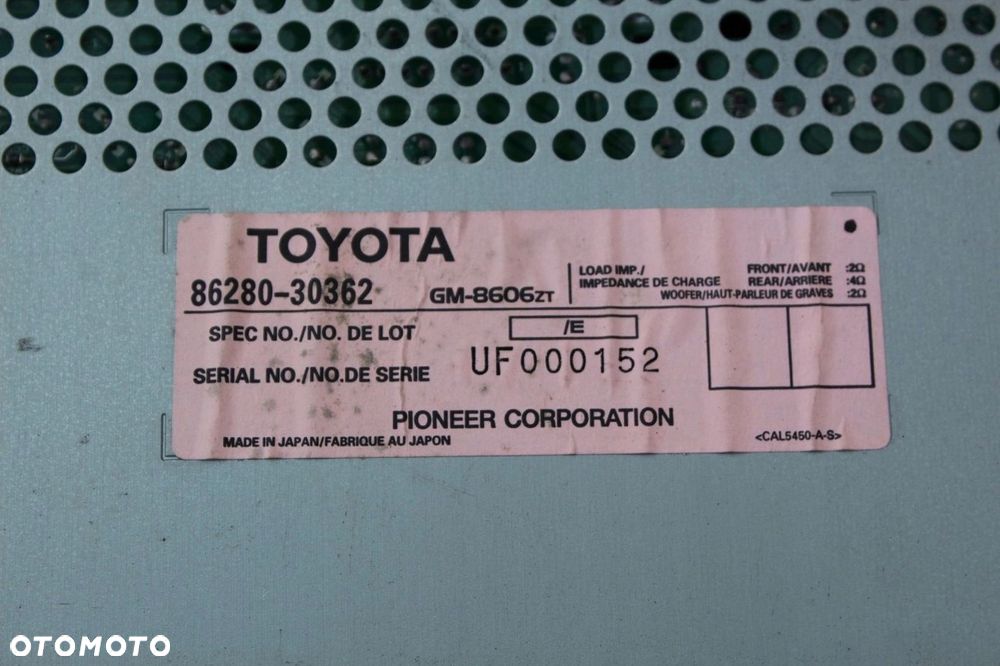 TOYOTA
86280-30362 GM-8606ZT
LOAD IMP./ FRONT/AVANT :2Ω
IMPEDANCE DE CHARGE REAR/ARRIERE :4Ω
WOOFER/HAUT-PARLEUR DE GRAVES :2Ω
SPEC NO./NO. DE LOT /E
SERIAL NO./NO.DE SERIE UF000152
PIONEER CORPORATION
MADE IN JAPAN/FABRIQUE AU JAPON <CAL5450-A-S>
OTOMOTO